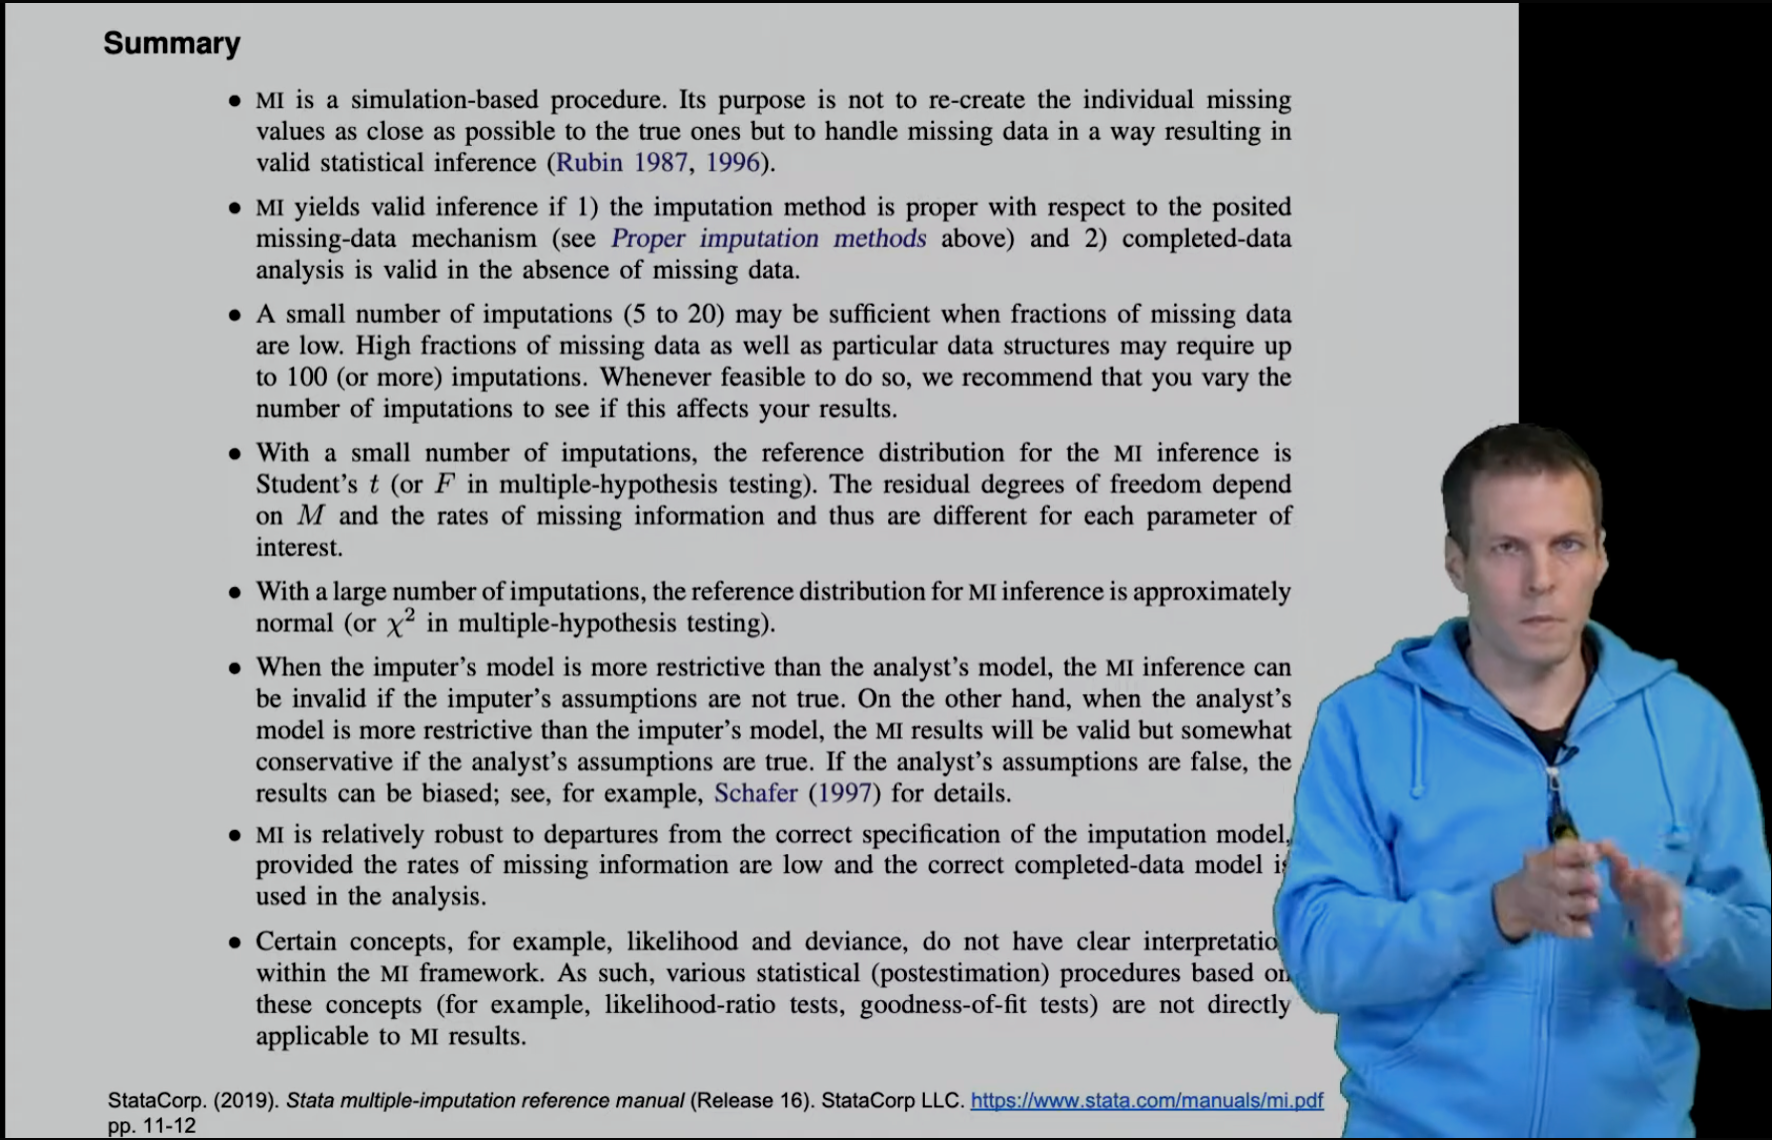 Summary
• MI is a simulation-based procedure. Its purpose is not to re-create the individual missing
values as close as possible to the true ones but to handle missing data in a way resulting in
valid statistical inference (Rubin 1987, 1996).
• MI yields valid inference if 1) the imputation method is proper with respect to the posited
missing-data mechanism (see Proper imputation methods above) and 2) completed-data
analysis is valid in the absence of missing data.
• A small number of imputations (5 to 20) may be sufficient when fractions of missing data
are low. High fractions of missing data as well as particular data structures may require up
to 100 (or more) imputations. Whenever feasible to do so, we recommend that you vary the
number of imputations to see if this affects your results.
• With a small number of imputations, the reference distribution for the MI inference is
Student's t (or F in multiple-hypothesis testing). The residual degrees of freedom depend
on M and the rates of missing information and thus are different for each parameter of
interest.
• With a large number of imputations, the reference distribution for MI inference is approximately
normal (or χ² in multiple-hypothesis testing).
• When the imputer's model is more restrictive than the analyst's model, the MI inference can
be invalid if the imputer's assumptions are not true. On the other hand, when the analyst's
model is more restrictive than the imputer's model, the MI results will be valid but somewhat
conservative if the analyst's assumptions are true. If the analyst's assumptions are false, the
results can be biased; see, for example, Schafer (1997) for details.
• MI is relatively robust to departures from the correct specification of the imputation model,
provided the rates of missing information are low and the correct completed-data model is
used in the analysis.
• Certain concepts, for example, likelihood and deviance, do not have clear interpretatio
within the MI framework. As such, various statistical (postestimation) procedures based on
these concepts (for example, likelihood-ratio tests, goodness-of-fit tests) are not directly
applicable to MI results.
StataCorp. (2019). Stata multiple-imputation reference manual (Release 16). StataCorp LLC. https://www.stata.com/manuals/mi.pdf
pp. 11-12